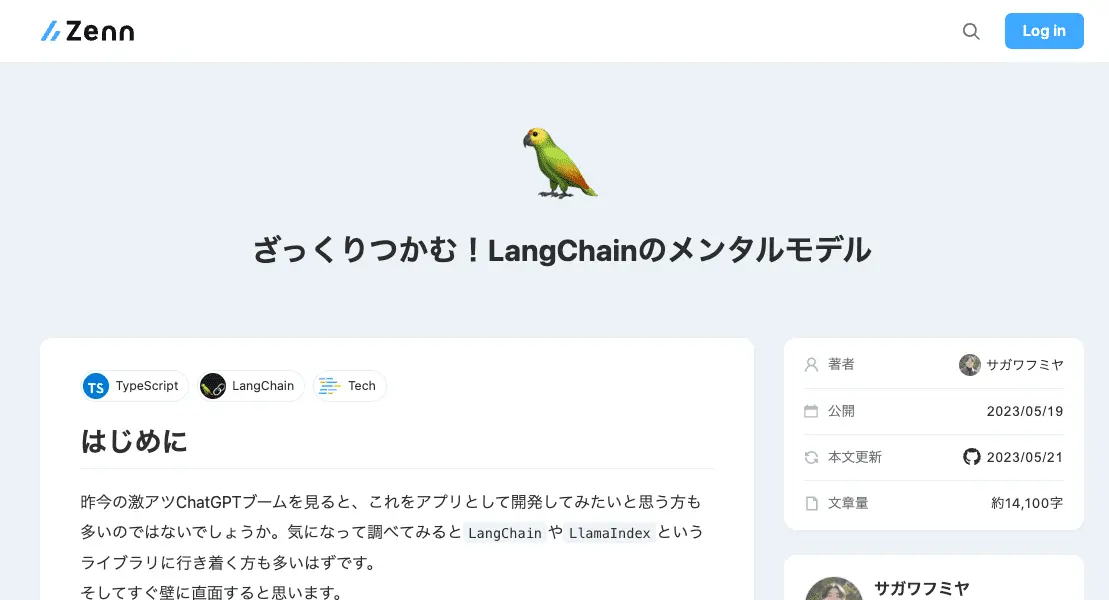 Zenn
Log in
ざっくりつかむ！LangChainのメンタルモデル
TS TypeScript
LangChain
Tech
はじめに
昨今の激アツChatGPTブームを見ると、これをアプリとして開発してみたいと思う方も
多いのではないでしょうか。気になって調べてみると LangChain や LlamaIndex という
ライブラリに行き着く方も多いはずです。
そしてすぐ壁に直面すると思います。
著者 サガワフミヤ
公開 2023/05/19
本文更新 2023/05/21
文章量 約14,100字
サガワフミヤ